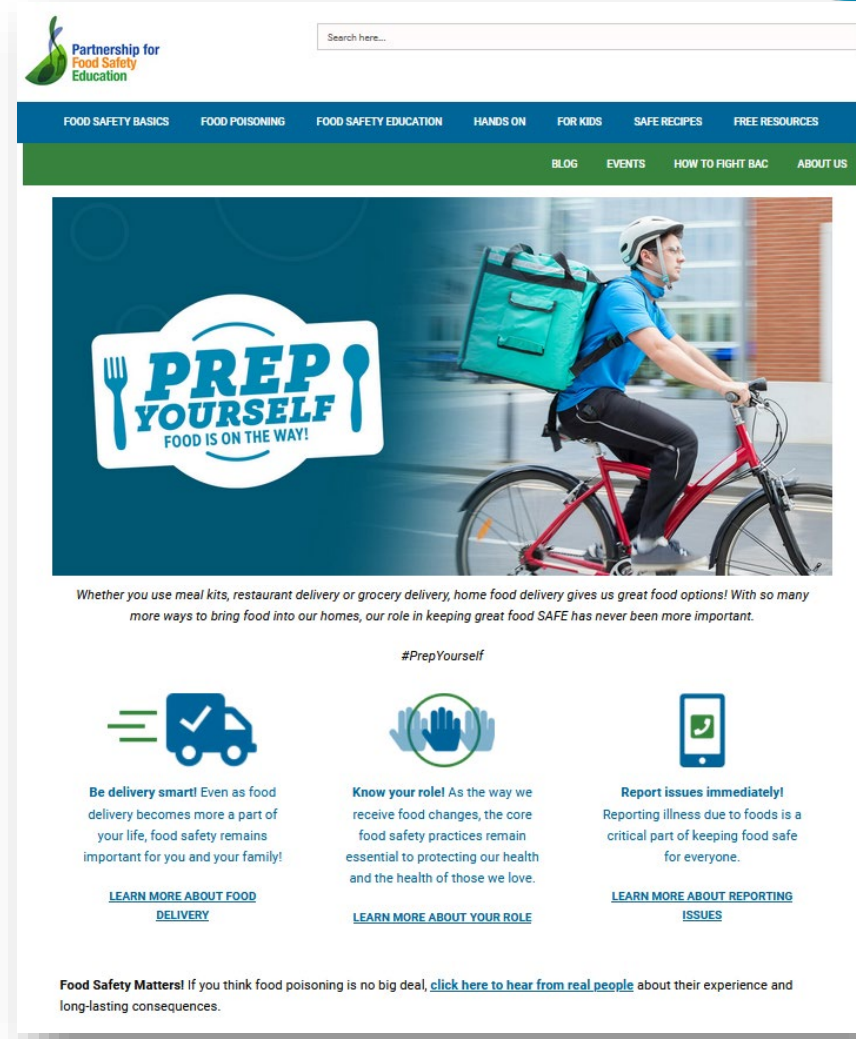 Partnership for
Food Safety
Education
Search here...
FOOD SAFETY BASICS FOOD POISONING FOOD SAFETY EDUCATION HANDS ON FOR KIDS SAFE RECIPES FREE RESOURCES
BLOG EVENTS HOW TO FIGHT BAC ABOUT US
PREP
YOURSELF
FOOD IS ON THE WAY!
Whether you use meal kits, restaurant delivery or grocery delivery, home food delivery gives us great food options! With so many
more ways to bring food into our homes, our role in keeping great food SAFE has never been more important.
#PrepYourself
Be delivery smart! Even as food
delivery becomes more a part of
your life, food safety remains
important for you and your family!
LEARN MORE ABOUT FOOD
DELIVERY
Know your role! As the way we
receive food changes, the core
food safety practices remain
essential to protecting our health
and the health of those we love.
LEARN MORE ABOUT YOUR ROLE
Report issues immediately!
Reporting illness due to foods is a
critical part of keeping food safe
for everyone.
LEARN MORE ABOUT REPORTING
ISSUES
Food Safety Matters! If you think food poisoning is no big deal, click here to hear from real people about their experience and
long-lasting consequences.